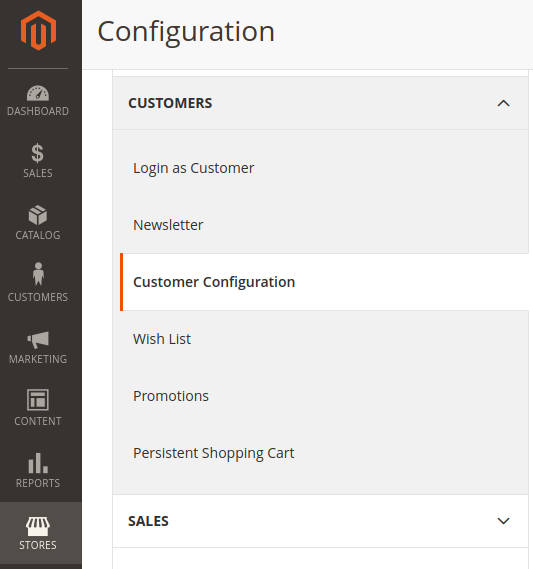 Configuration
DASHBOARD
SALES
CATALOG
CUSTOMERS
MARKETING
CONTENT
REPORTS
STORES
CUSTOMERS
Login as Customer
Newsletter
Customer Configuration
Wish List
Promotions
Persistent Shopping Cart
SALES